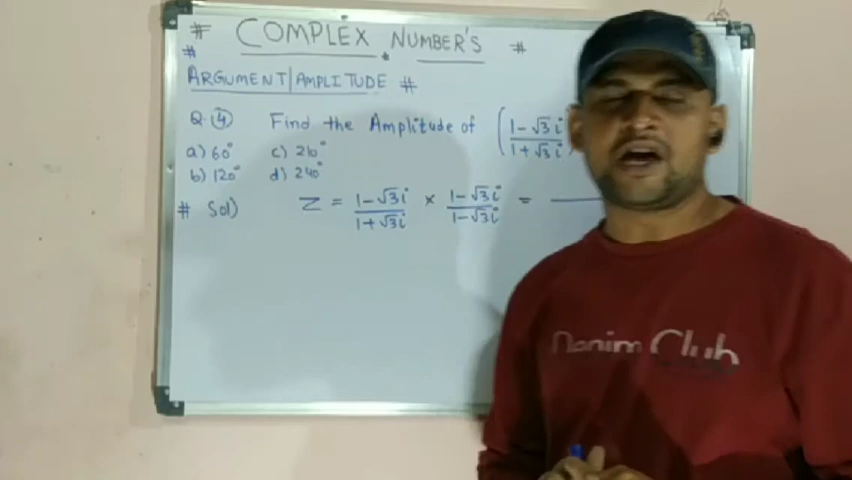 # COMPLEX NUMBER'S #
# ARGUMENT|AMPLITUDE #
Q.④ Find the Amplitude of (1-√3i / 1+√3i
a) 60° c) 210°
b) 120° d) 240°
# Sol) Z = 1-√3i / 1+√3i × 1-√3i / 1-√3i =
Nanim Club